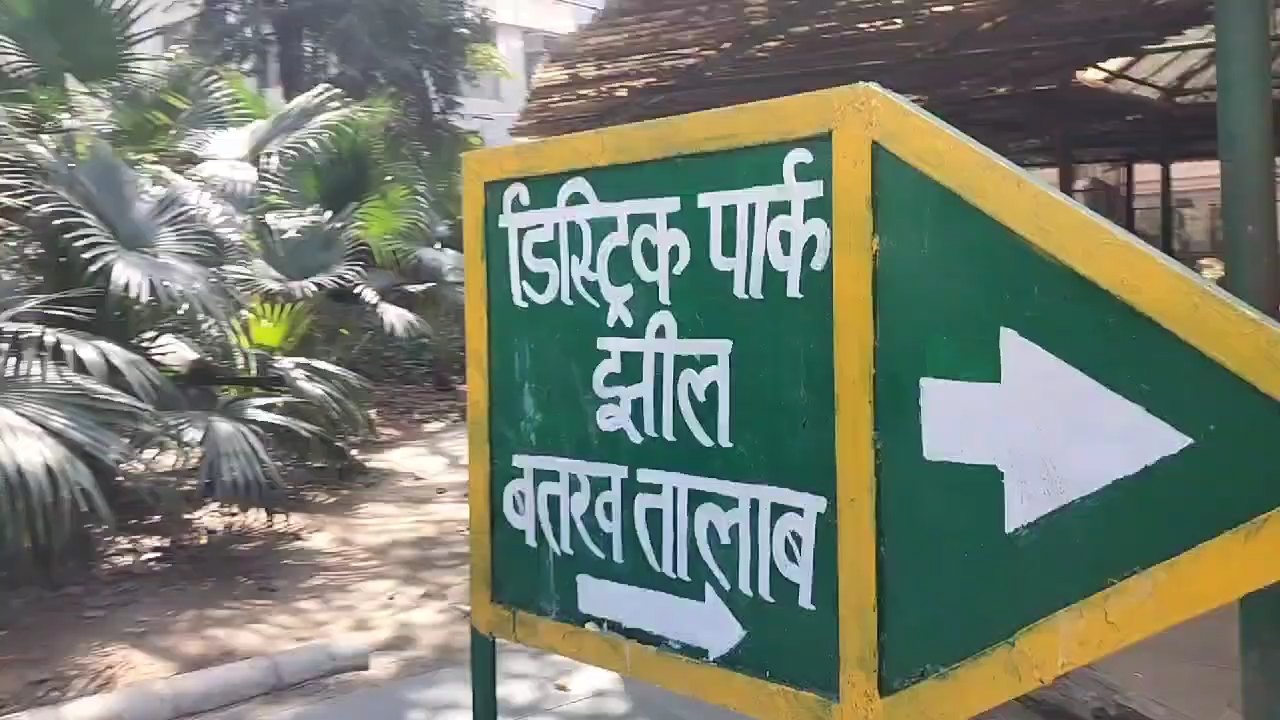 डिस्ट्रिक पार्क
झील
बतख तालाब